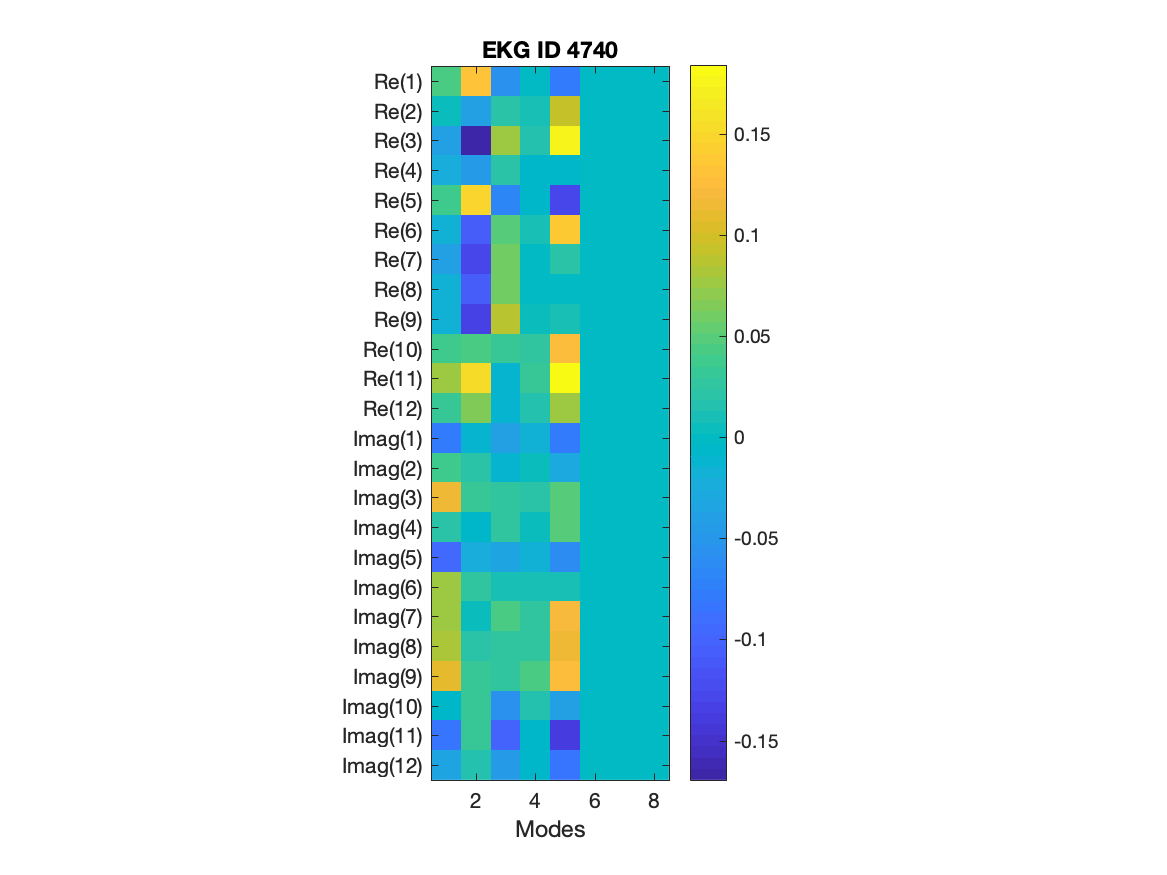 EKG ID 4740
Re(1)
Re(2)
Re(3)
Re(4)
Re(5)
Re(6)
Re(7)
Re(8)
Re(9)
Re(10)
Re(11)
Re(12)
Imag(1)
Imag(2)
Imag(3)
Imag(4)
Imag(5)
Imag(6)
Imag(7)
Imag(8)
Imag(9)
Imag(10)
Imag(11)
Imag(12)
2 4 6 8
Modes
0.15
0.1
0.05
0
-0.05
-0.1
-0.15